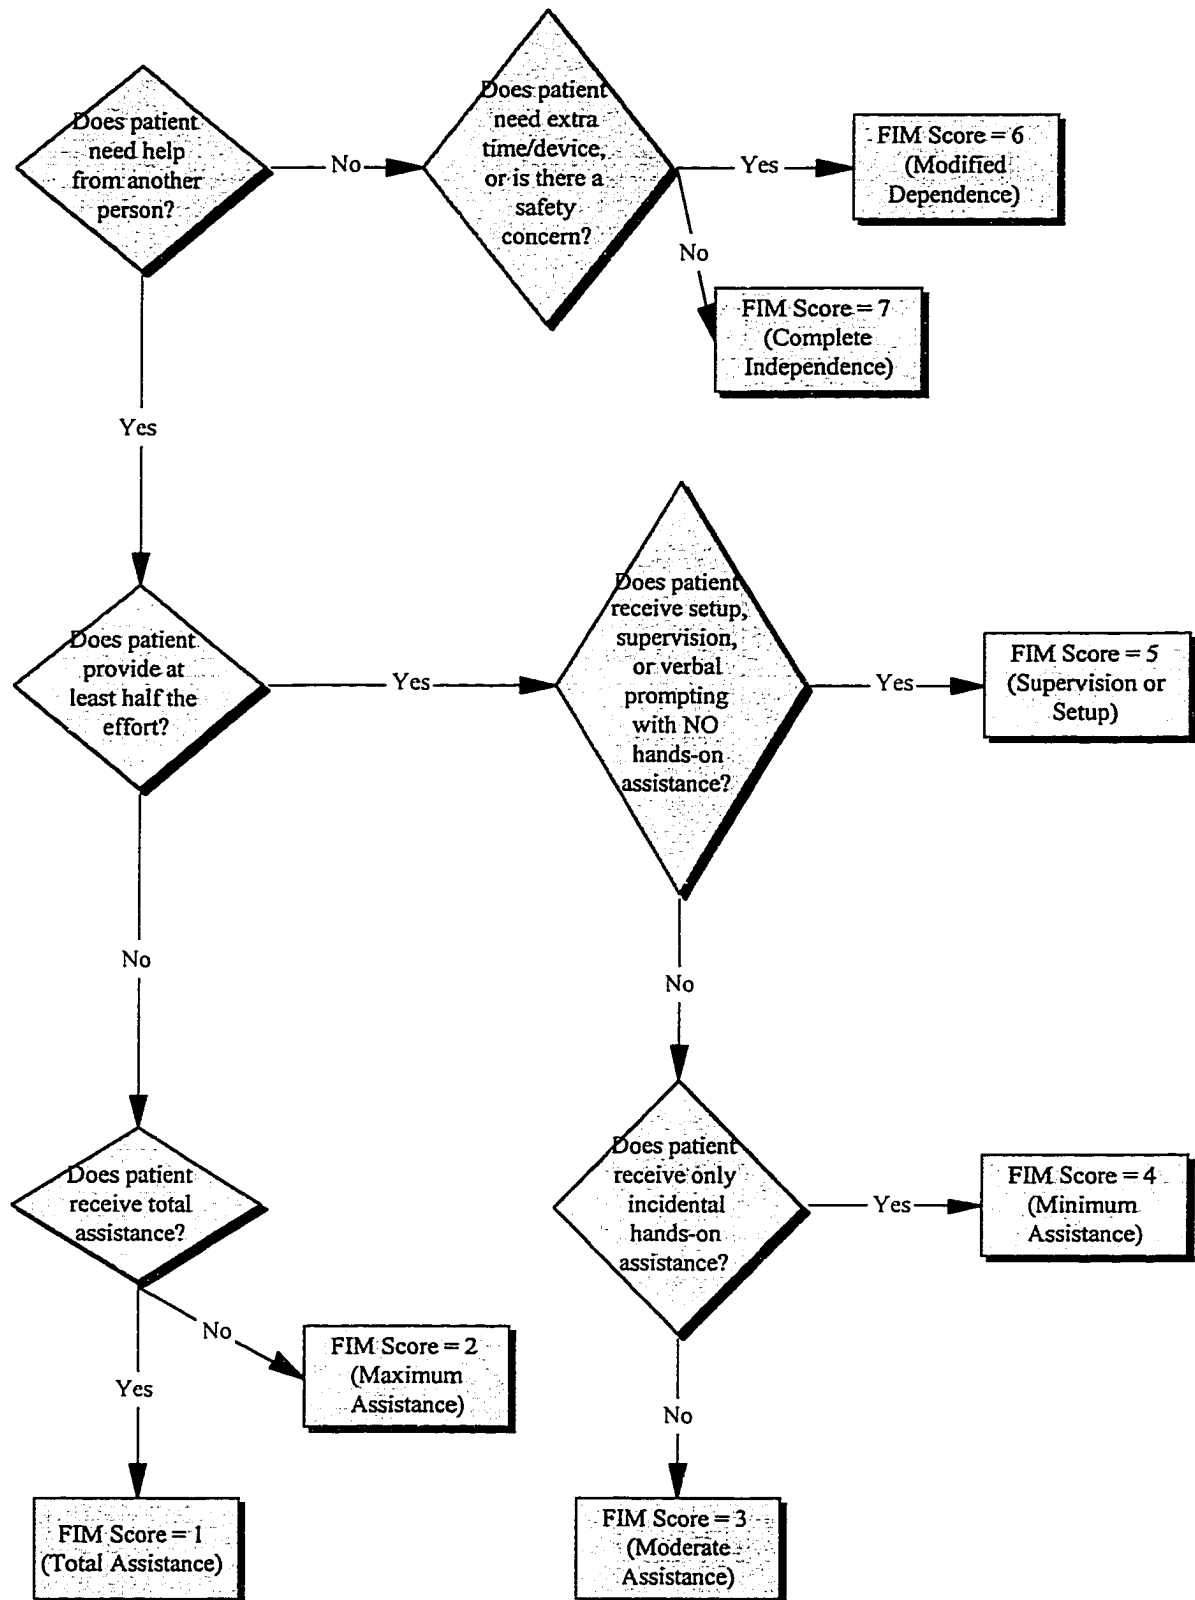 Does patient
need help
from another
person?
No
Does patient
need extra
time/device,
or is there a
safety
concern?
Yes
FIM Score = 6
(Modified
Dependence)
No
FIM Score = 7
(Complete
Independence)
Yes
Does patient
provide at
least half the
effort?
Yes
Does patient
receive setup,
supervision,
or verbal
prompting
with NO
hands-on
assistance?
Yes
FIM Score = 5
(Supervision or
Setup)
No
No
Does patient
receive total
assistance?
Does patient
receive only
incidental
hands-on
assistance?
Yes
FIM Score = 4
(Minimum
Assistance)
No
FIM Score = 2
(Maximum
Assistance)
Yes
No
FIM Score = 1
(Total Assistance)
FIM Score = 3
(Moderate
Assistance)